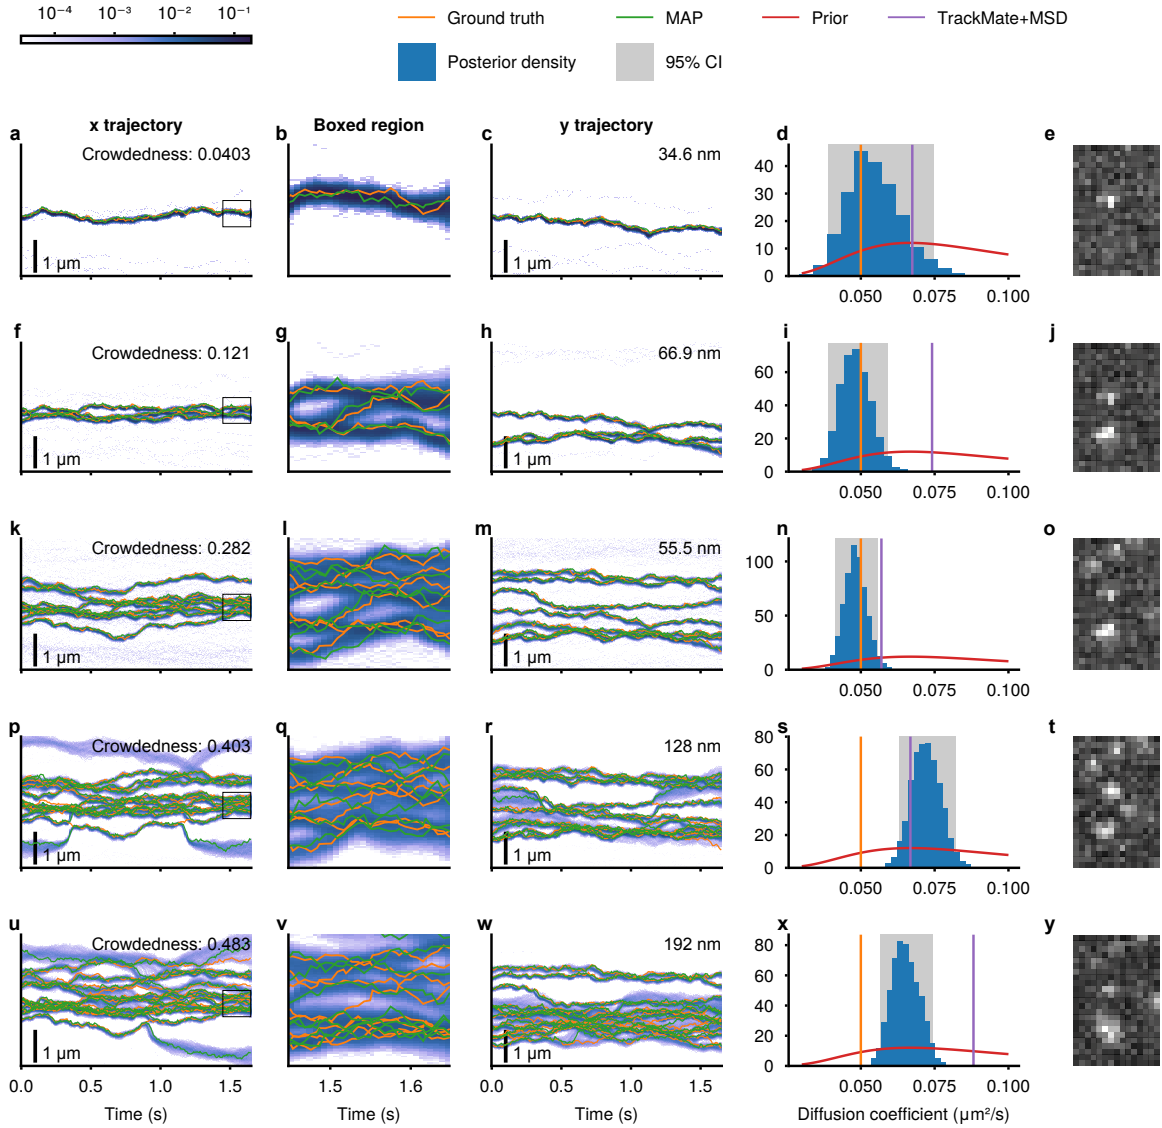 10⁻⁴ 10⁻³ 10⁻² 10⁻¹
Ground truth MAP Prior TrackMate+MSD
Posterior density 95% CI
a x trajectory b Boxed region c y trajectory d e
Crowdedness: 0.0403 34.6 nm
1 µm 1 µm
40
30
20
10
0
0.050 0.075 0.100
f g h i j
Crowdedness: 0.121 66.9 nm
1 µm 1 µm
60
40
20
0
0.050 0.075 0.100
k l m n o
Crowdedness: 0.282 55.5 nm
1 µm 1 µm
100
50
0
0.050 0.075 0.100
p q r s t
Crowdedness: 0.403 128 nm
1 µm 1 µm
80
60
40
20
0
0.050 0.075 0.100
u v w x y
Crowdedness: 0.483 192 nm
1 µm 1 µm
80
60
40
20
0
0.0 0.5 1.0 1.5 1.5 1.6 0.0 0.5 1.0 1.5 0.050 0.075 0.100
Time (s) Time (s) Time (s) Diffusion coefficient (µm²/s)